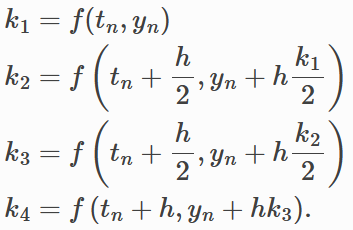 k₁ = f(tₙ, yₙ)
k₂ = f(tₙ + h/2, yₙ + h k₁/2)
k₃ = f(tₙ + h/2, yₙ + h k₂/2)
k₄ = f(tₙ + h, yₙ + hk₃).